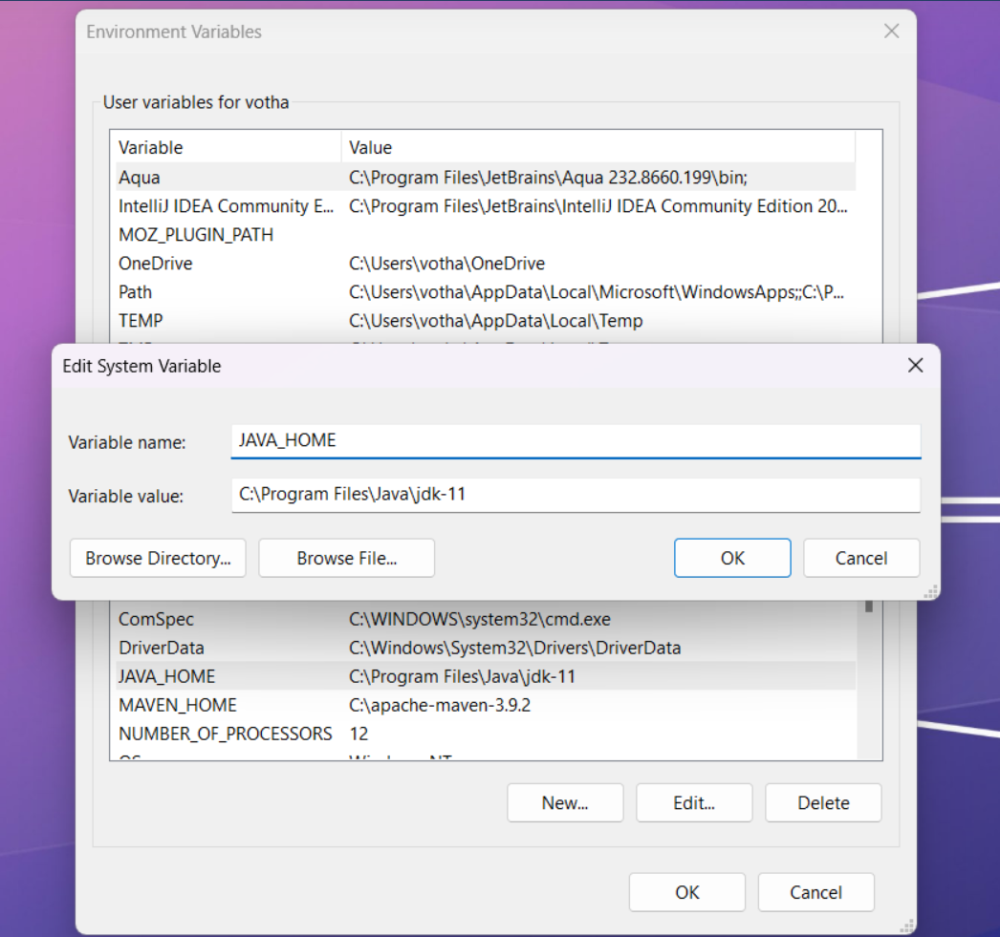 Environment Variables
User variables for votha
Variable Value
Aqua C:\Program Files\JetBrains\Aqua 232.8660.199\bin;
IntelliJ IDEA Community E... C:\Program Files\JetBrains\IntelliJ IDEA Community Edition 20...
MOZ_PLUGIN_PATH
OneDrive C:\Users\votha\OneDrive
Path C:\Users\votha\AppData\Local\Microsoft\WindowsApps;;C:\P...
TEMP C:\Users\votha\AppData\Local\Temp
Edit System Variable
Variable name: JAVA_HOME
Variable value: C:\Program Files\Java\jdk-11
Browse Directory... Browse File... OK Cancel
ComSpec C:\WINDOWS\system32\cmd.exe
DriverData C:\Windows\System32\Drivers\DriverData
JAVA_HOME C:\Program Files\Java\jdk-11
MAVEN_HOME C:\apache-maven-3.9.2
NUMBER_OF_PROCESSORS 12
New... Edit... Delete
OK Cancel